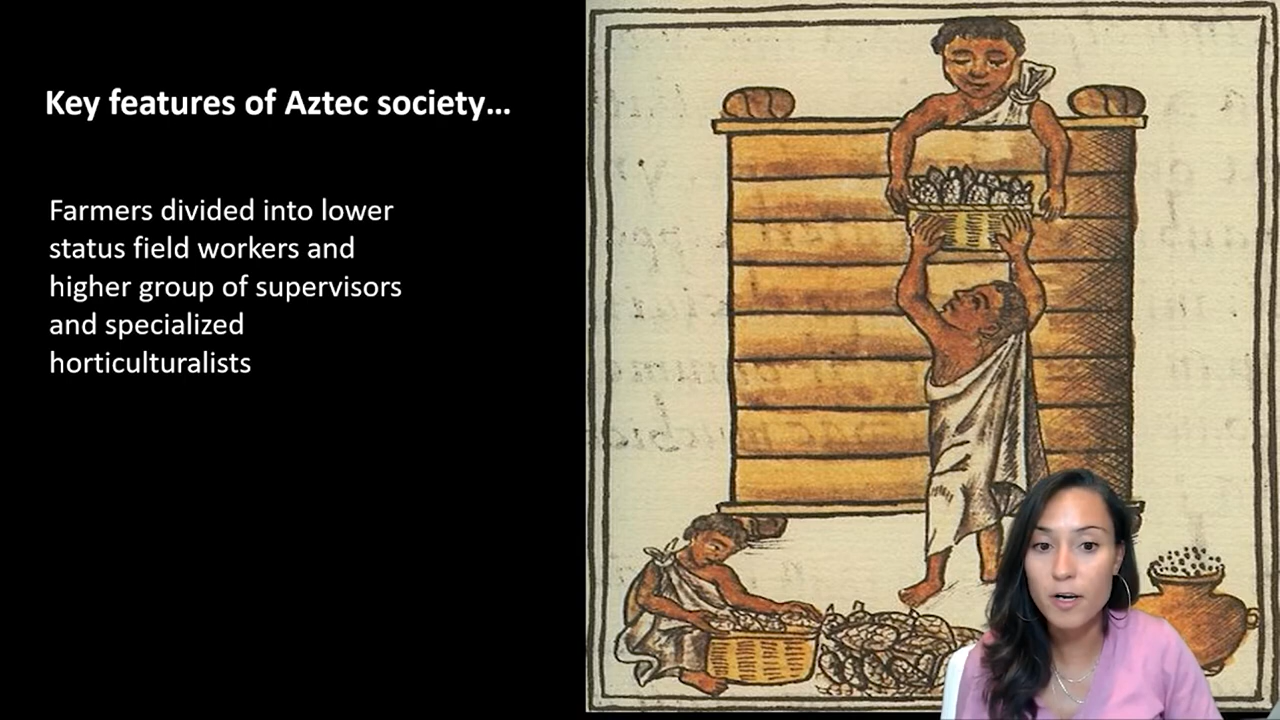 Key features of Aztec society...
Farmers divided into lower
status field workers and
higher group of supervisors
and specialized
horticulturalists